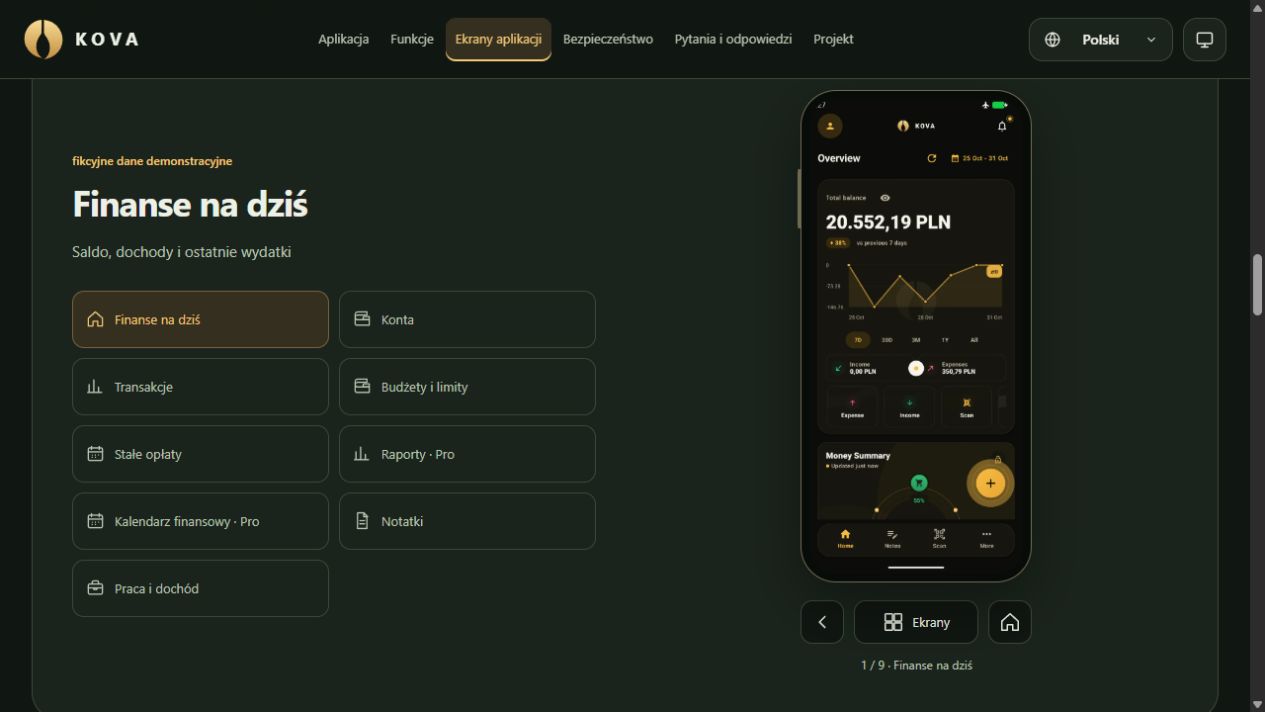 KOVA
Aplikacja
Funkcje
Ekrany aplikacji
Bezpieczeństwo
Pytania i odpowiedzi
Projekt
Polski
fikcyjne dane demonstracyjne
Finanse na dziś
Saldo, dochody i ostatnie wydatki
Finanse na dziś
Konta
Transakcje
Budżety i limity
Stałe opłaty
Raporty · Pro
Kalendarz finansowy · Pro
Notatki
Praca i dochód
KOVA
Overview
25 Oct - 31 Oct
Total balance
20.552,19 PLN
38%
vs previous 7 days
0
25 Oct
28 Oct
31 Oct
7D
30D
3M
1Y
All
Income
0,00 PLN
Expenses
350,79 PLN
Expense
Income
Scan
Money Summary
Updated just now
55%
Home
Notes
Scan
More
Ekrany
1 / 9 · Finanse na dziś